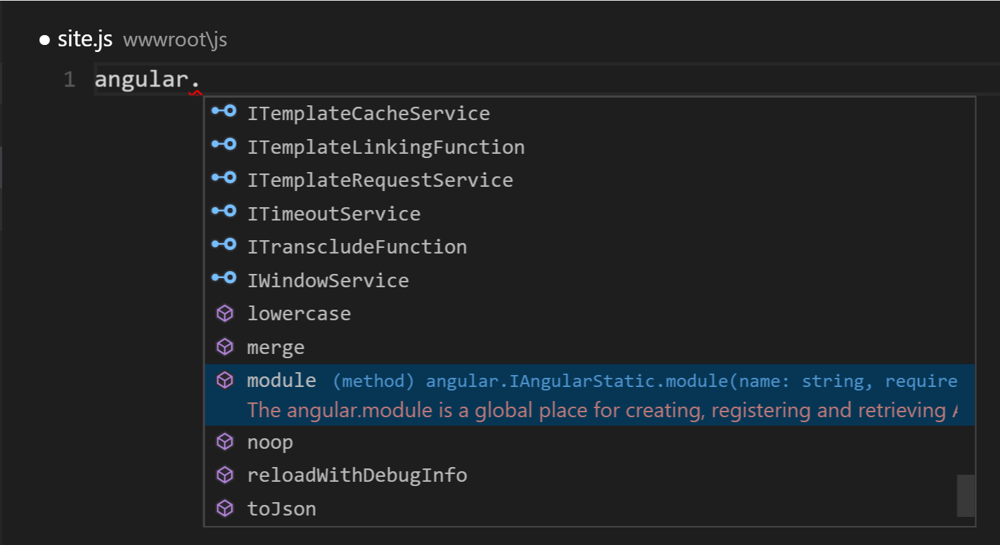 ● site.js wwwroot\js
1 angular.
ITemplateCacheService
ITemplateLinkingFunction
ITemplateRequestService
ITimeoutService
ITranscludeFunction
IWindowService
lowercase
merge
module (method) angular.IAngularStatic.module(name: string, require
The angular.module is a global place for creating, registering and retrieving A
noop
reloadWithDebugInfo
toJson